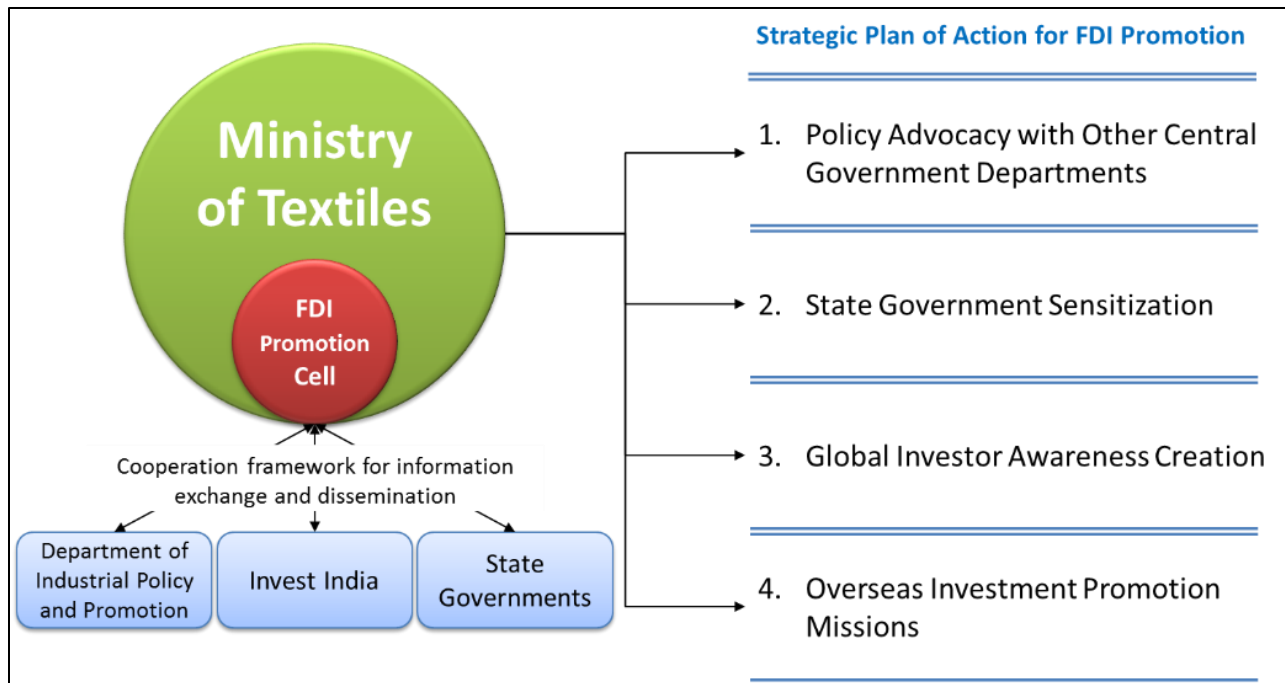 Ministry
of Textiles
FDI
Promotion
Cell
Cooperation framework for information
exchange and dissemination
Department of
Industrial Policy
and Promotion
Invest India
State
Governments
Strategic Plan of Action for FDI Promotion
1. Policy Advocacy with Other Central
Government Departments
2. State Government Sensitization
3. Global Investor Awareness Creation
4. Overseas Investment Promotion
Missions